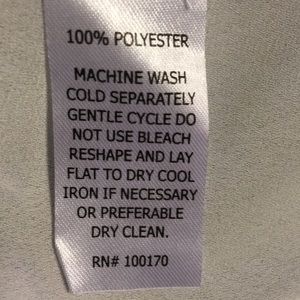 100% POLYESTER
MACHINE WASH
COLD SEPARATELY
GENTLE CYCLE DO
NOT USE BLEACH
RESHAPE AND LAY
FLAT TO DRY COOL
IRON IF NECESSARY
OR PREFERABLE
DRY CLEAN.
RN# 100170